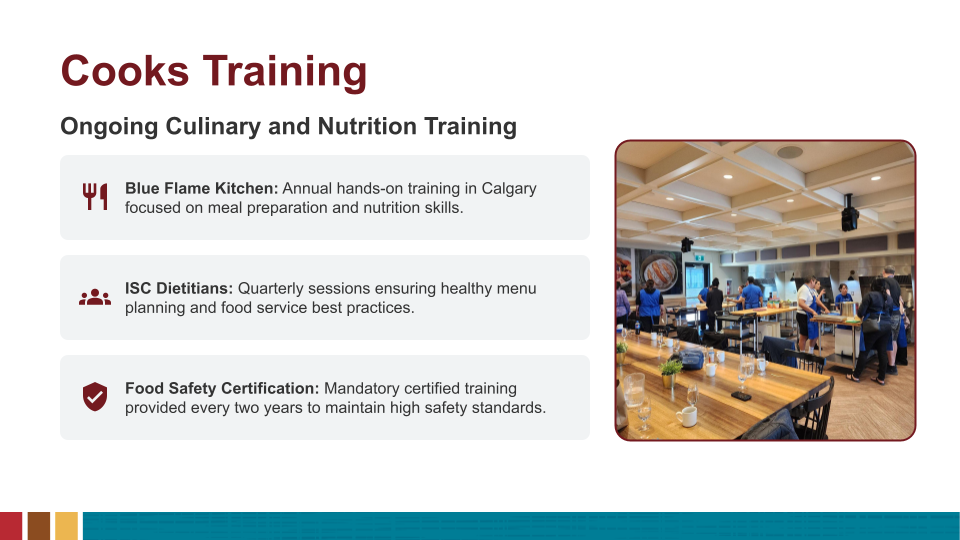 Cooks Training
Ongoing Culinary and Nutrition Training
Blue Flame Kitchen: Annual hands-on training in Calgary
focused on meal preparation and nutrition skills.
ISC Dietitians: Quarterly sessions ensuring healthy menu
planning and food service best practices.
Food Safety Certification: Mandatory certified training
provided every two years to maintain high safety standards.